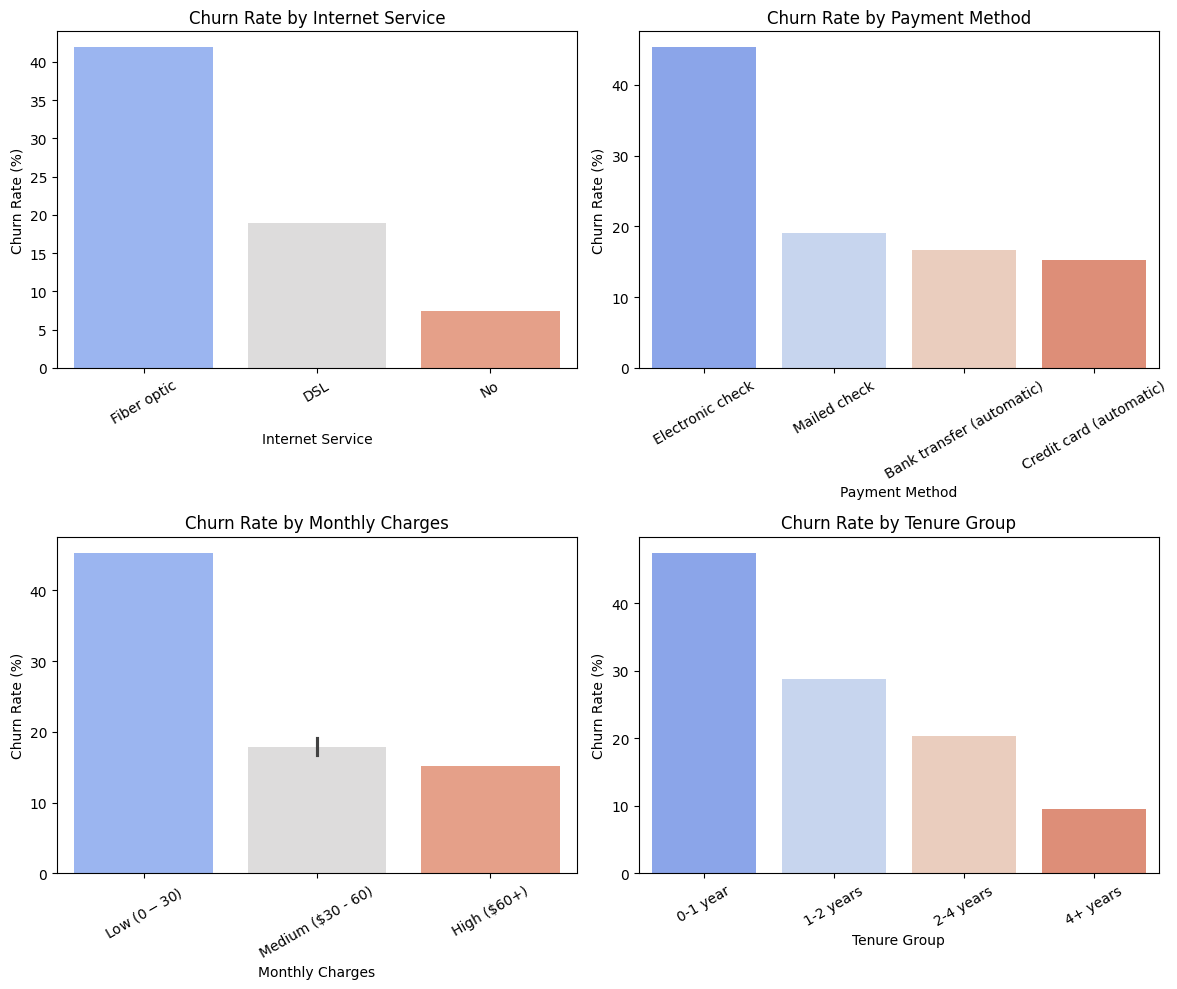 Churn Rate by Internet Service
Churn Rate (%)
40
35
30
25
20
15
10
5
0
Fiber optic
DSL
No
Internet Service
Churn Rate by Payment Method
Churn Rate (%)
40
30
20
10
0
Electronic check
Mailed check
Bank transfer (automatic)
Credit card (automatic)
Payment Method
Churn Rate by Monthly Charges
Churn Rate (%)
40
30
20
10
0
Low (0 − 30)
Medium ($30 - 60)
High ($60+)
Monthly Charges
Churn Rate by Tenure Group
Churn Rate (%)
40
30
20
10
0
0-1 year
1-2 years
2-4 years
4+ years
Tenure Group